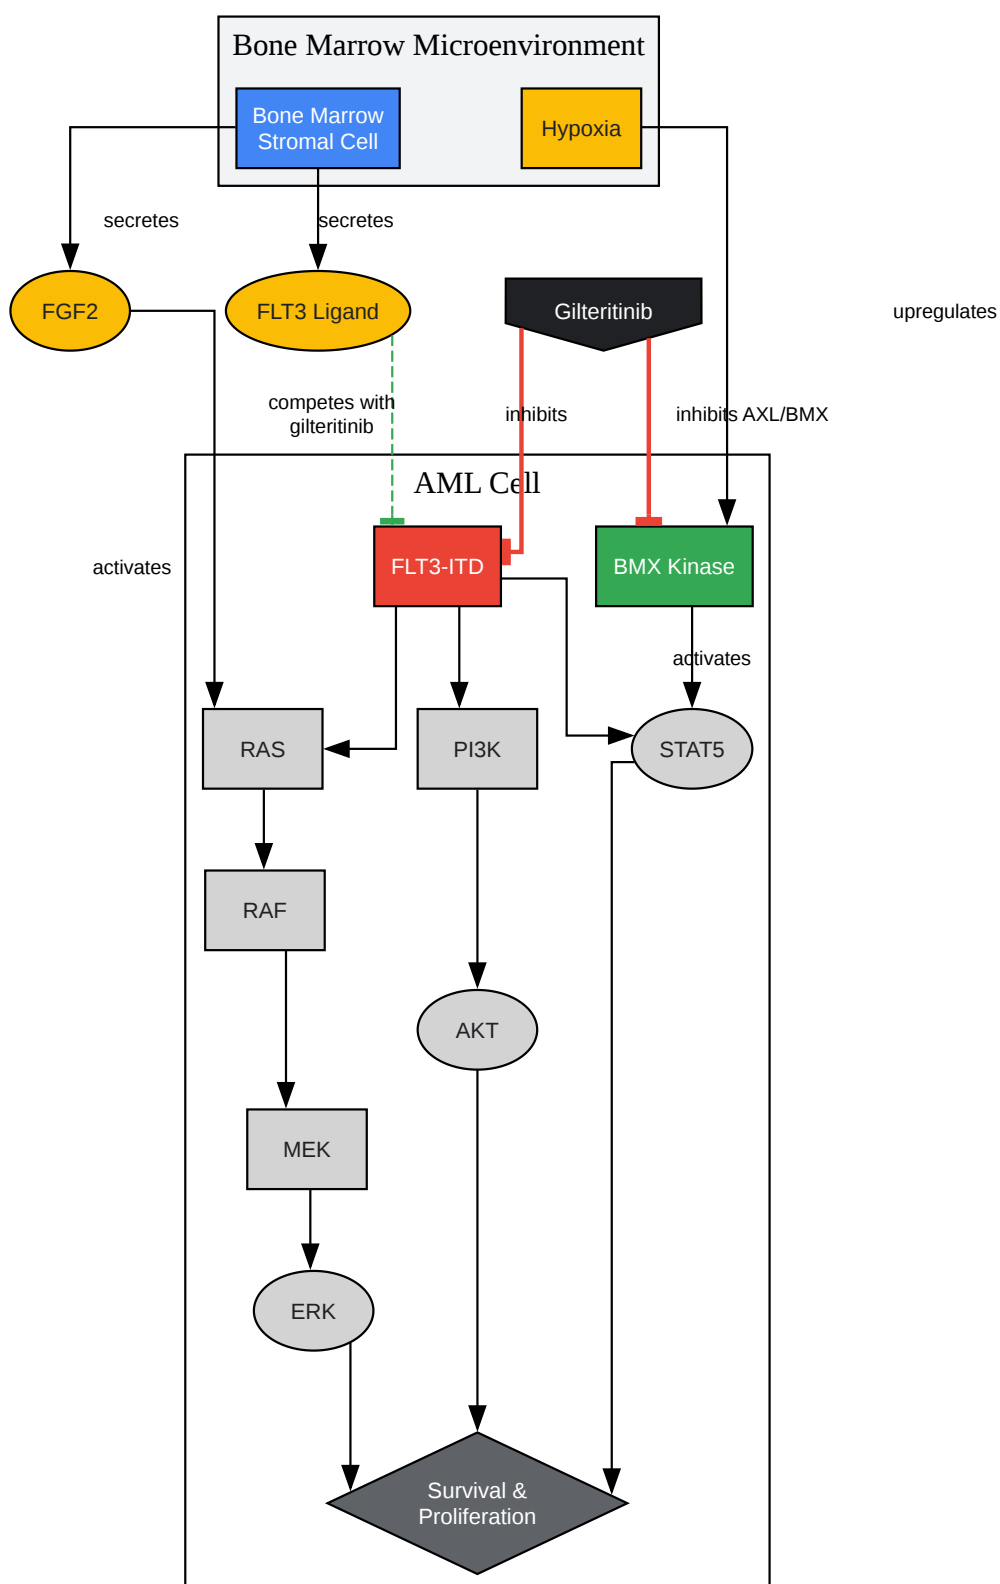 Bone Marrow Microenvironment
Bone Marrow
Stromal Cell
Hypoxia
secretes
secretes
FGF2
FLT3 Ligand
Gilteritinib
upregulates
competes with
gilteritinib
inhibits
inhibits AXL/BMX
AML Cell
activates
FLT3-ITD
BMX Kinase
activates
RAS
PI3K
STAT5
RAF
AKT
MEK
ERK
Survival &
Proliferation